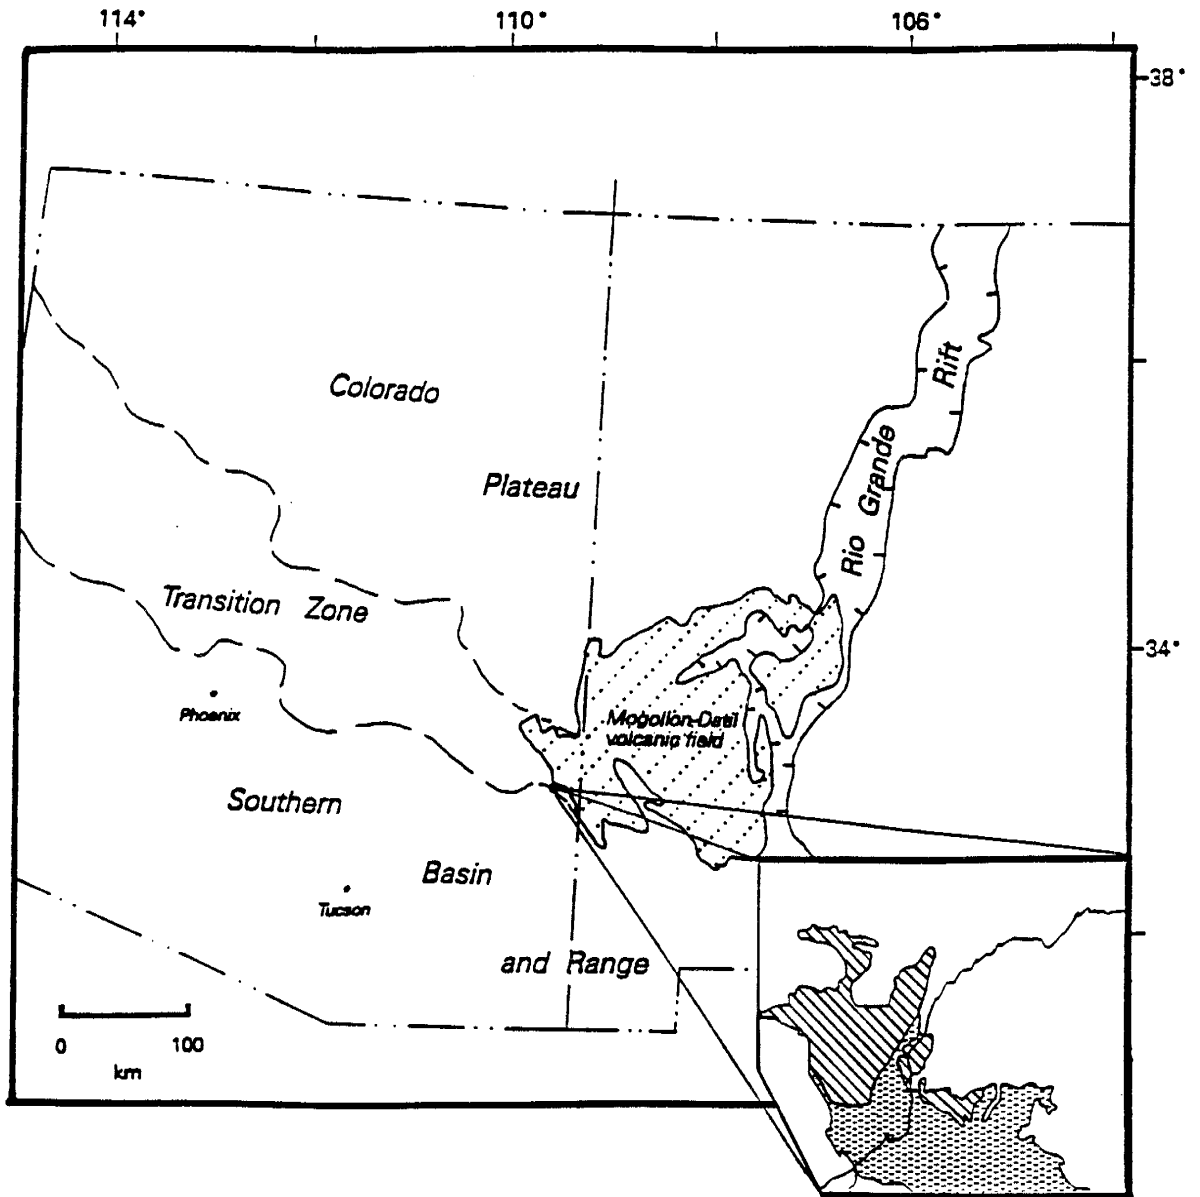 114°
110°
106°
38°
Rift
Colorado
Grande
Plateau
Rio
Transition Zone
34°
Phoenix
Mogollon-Datil
volcanic field
Southern
Basin
Tucson
and Range
0
100
km